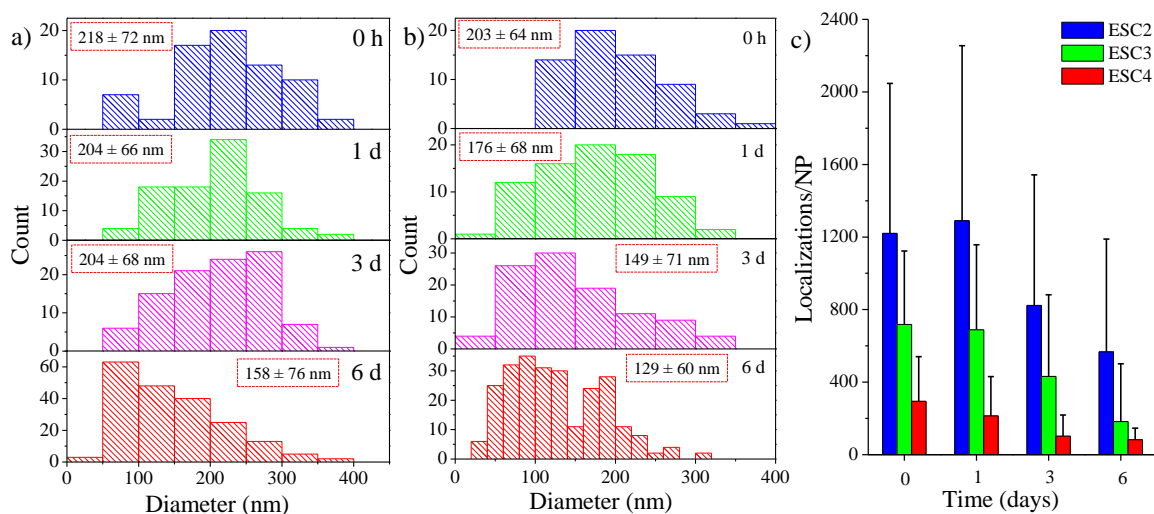 a)
218 ± 72 nm
0 h
20
10
0
204 ± 66 nm
1 d
30
20
10
0
204 ± 68 nm
3 d
20
10
0
158 ± 76 nm
6 d
60
40
20
0
Count
0 100 200 300 400
Diameter (nm)
b)
203 ± 64 nm
0 h
20
10
0
176 ± 68 nm
1 d
20
10
0
149 ± 71 nm
3 d
30
20
10
0
129 ± 60 nm
6 d
30
20
10
0
Count
0 100 200 300 400
Diameter (nm)
c)
ESC2
ESC3
ESC4
2400
2000
1600
1200
800
400
0
Localizations/NP
0 1 3 6
Time (days)